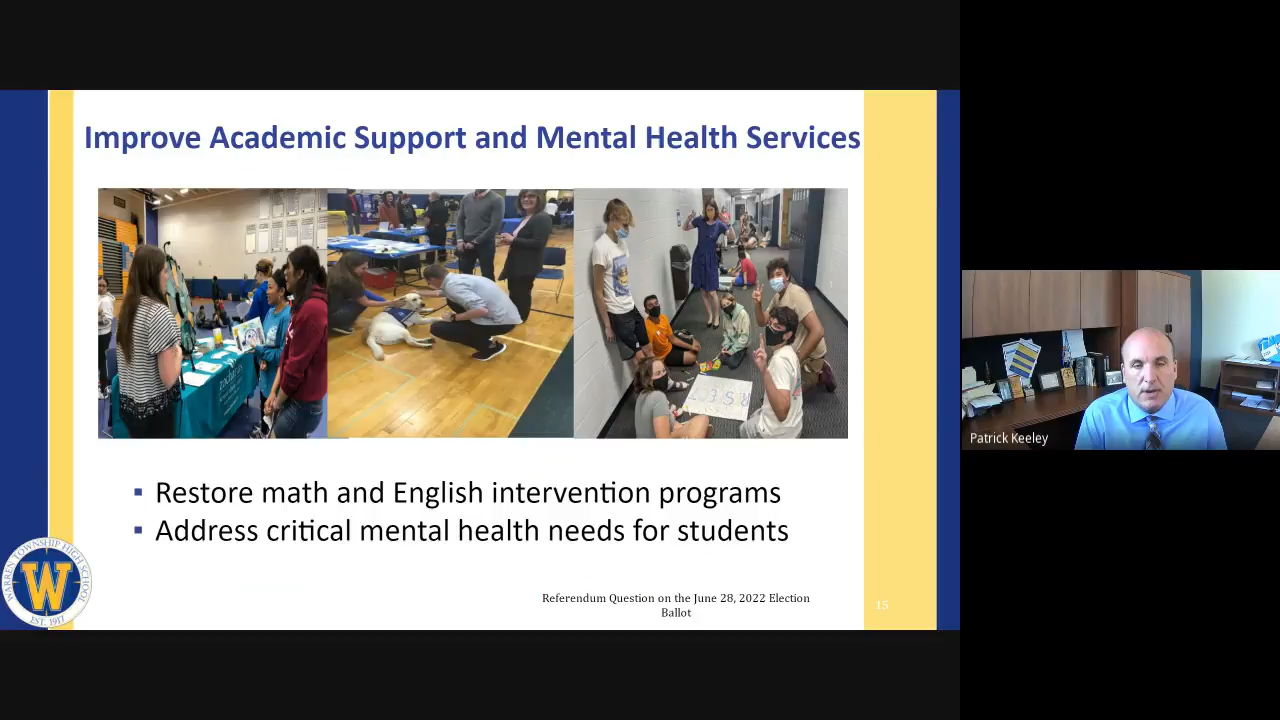 Improve Academic Support and Mental Health Services
▪ Restore math and English intervention programs
▪ Address critical mental health needs for students
WARREN TOWNSHIP HIGH SCHOOL
W
EST. 1917
Referendum Question on the June 28, 2022 Election
Ballot
15
Patrick Keeley